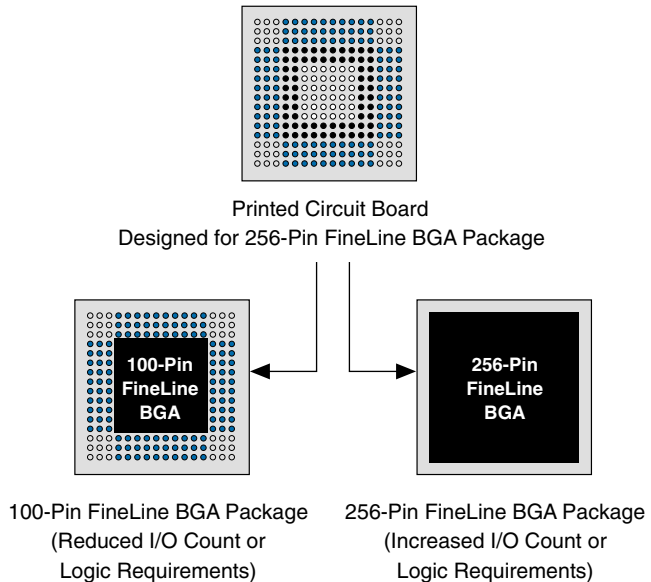 Printed Circuit Board
Designed for 256-Pin FineLine BGA Package
100-Pin
FineLine
BGA
256-Pin
FineLine
BGA
100-Pin FineLine BGA Package
(Reduced I/O Count or
Logic Requirements)
256-Pin FineLine BGA Package
(Increased I/O Count or
Logic Requirements)